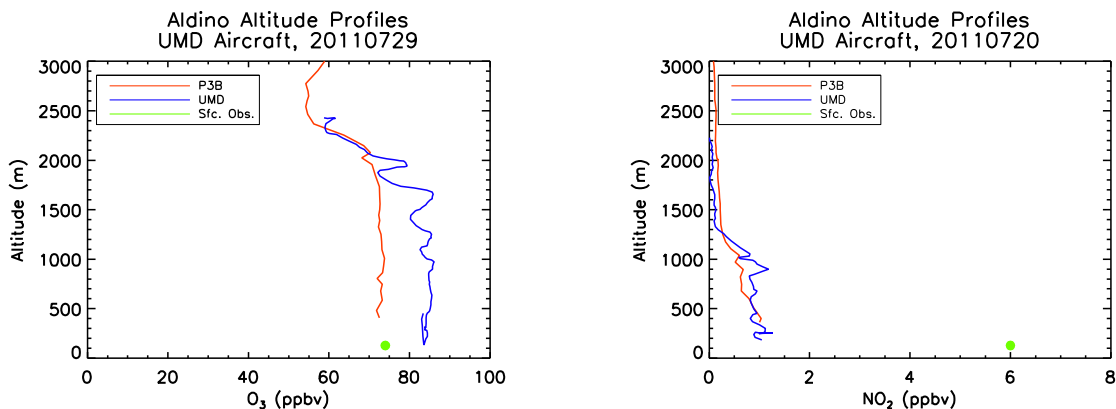 Aldino Altitude Profiles
UMD Aircraft, 20110729
3000
2500
2000
1500
1000
500
0
Altitude (m)
P3B
UMD
Sfc. Obs.
0 20 40 60 80 100
O3 (ppbv)
Aldino Altitude Profiles
UMD Aircraft, 20110720
3000
2500
2000
1500
1000
500
0
Altitude (m)
P3B
UMD
Sfc. Obs.
0 2 4 6 8
NO2 (ppbv)